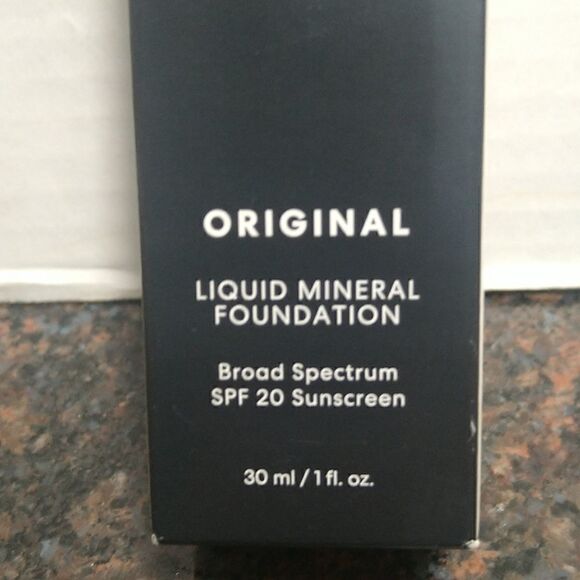 ORIGINAL
LIQUID MINERAL
FOUNDATION
Broad Spectrum
SPF 20 Sunscreen
30 ml / 1 fl. oz.